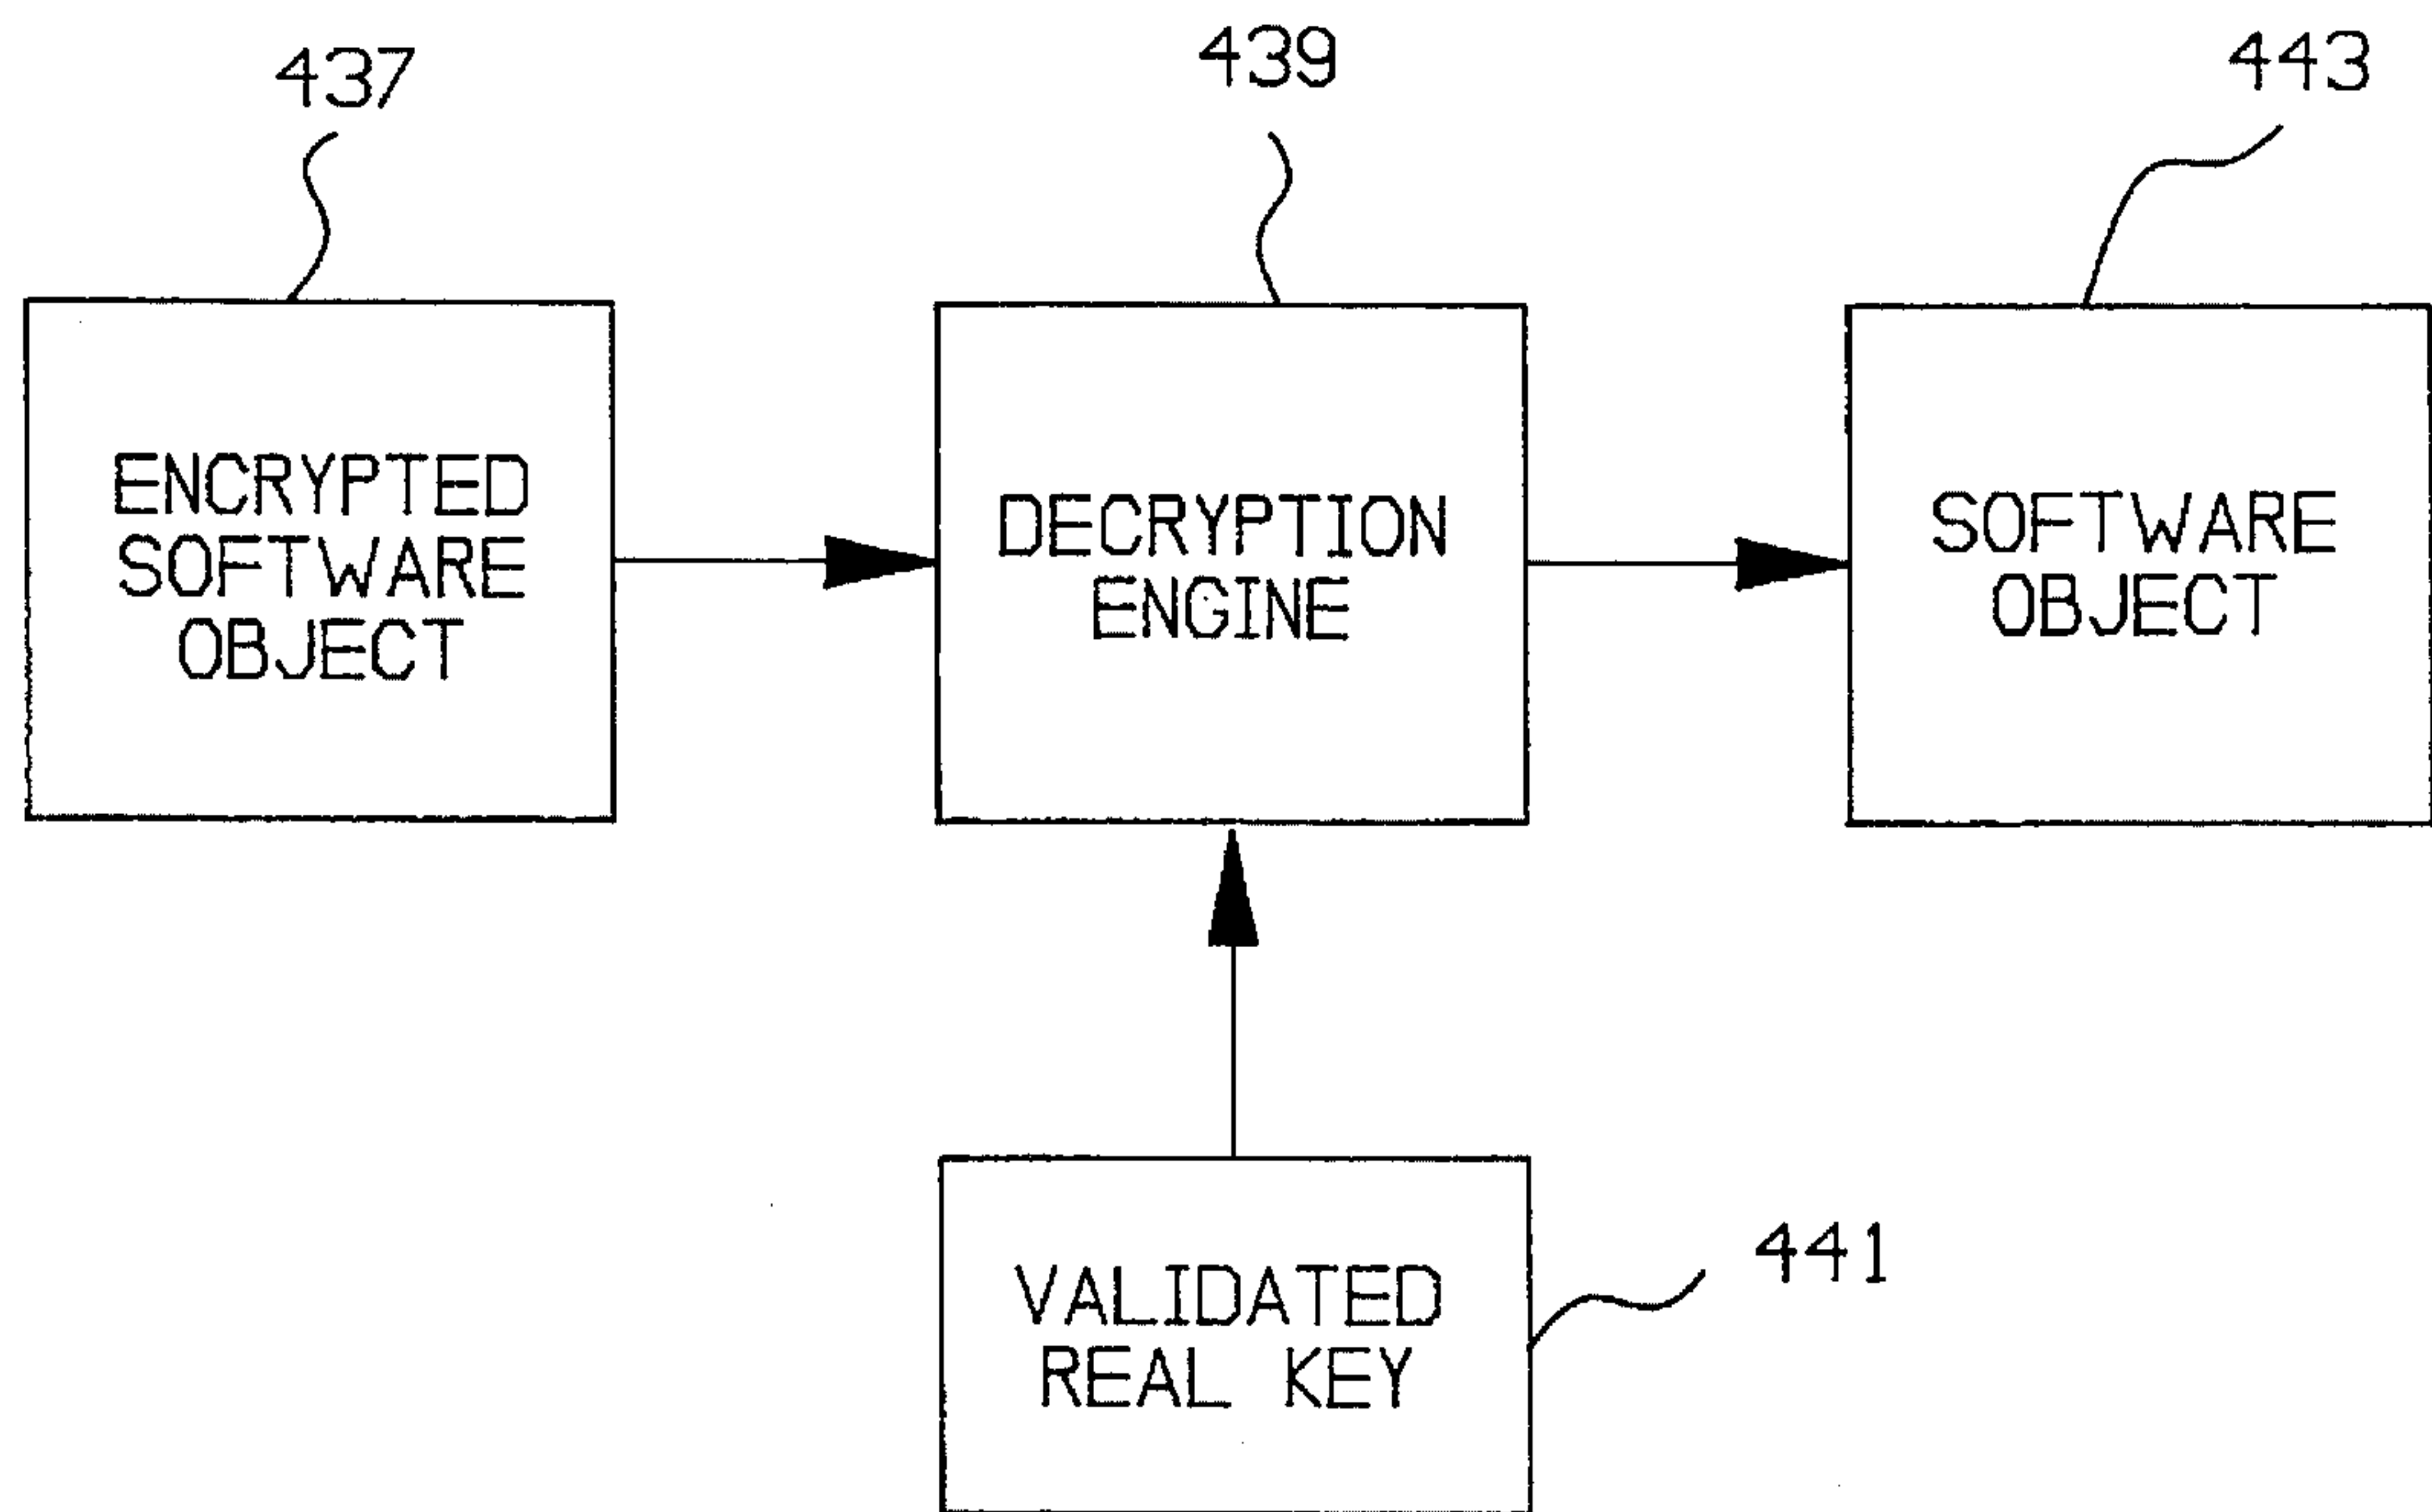 437
439
443
ENCRYPTED
SOFTWARE
OBJECT
DECRYPTION
ENGINE
SOFTWARE
OBJECT
VALIDATED
REAL KEY
441